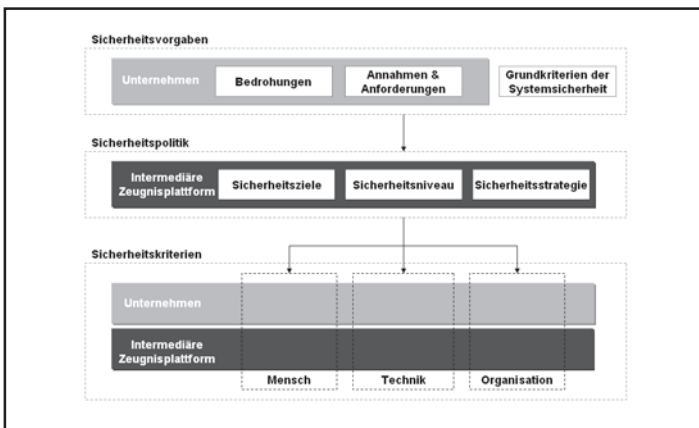 Sicherheitsvorgaben
Unternehmen
Bedrohungen
Annahmen &
Anforderungen
Grundkriterien der
Systemsicherheit
Sicherheitspolitik
Intermediäre
Zeugnisplattform
Sicherheitsziele
Sicherheitsniveau
Sicherheitsstrategie
Sicherheitskriterien
Unternehmen
Intermediäre
Zeugnisplattform
Mensch
Technik
Organisation